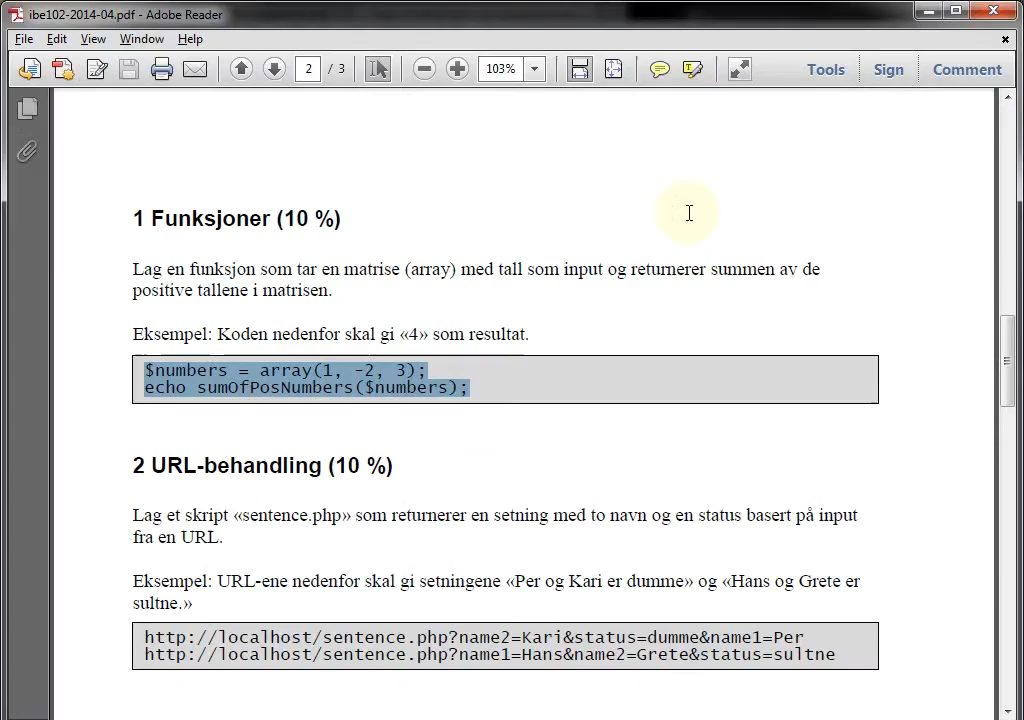 ibe102-2014-04.pdf - Adobe Reader
File Edit View Window Help
2 / 3 103% Tools Sign Comment
1 Funksjoner (10 %)
Lag en funksjon som tar en matrise (array) med tall som input og returnerer summen av de
positive tallene i matrisen.
Eksempel: Koden nedenfor skal gi «4» som resultat.
$numbers = array(1, -2, 3);
echo sumOfPosNumbers($numbers);
2 URL-behandling (10 %)
Lag et skript «sentence.php» som returnerer en setning med to navn og en status basert på input
fra en URL.
Eksempel: URL-ene nedenfor skal gi setningene «Per og Kari er dumme» og «Hans og Grete er
sultne.»
http://localhost/sentence.php?name2=Kari&status=dumme&name1=Per
http://localhost/sentence.php?name1=Hans&name2=Grete&status=sultne